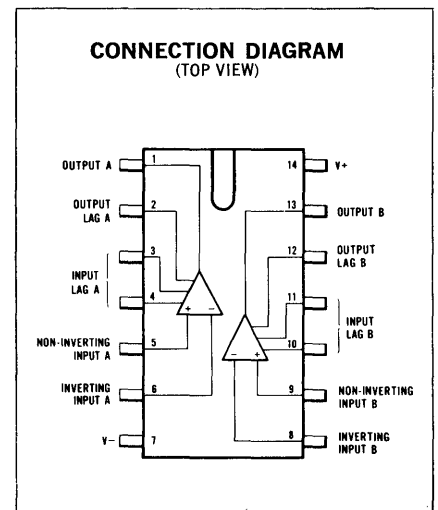 CONNECTION DIAGRAM
(TOP VIEW)
OUTPUT A
1
14
V+
OUTPUT
LAG A
2
13
OUTPUT B
3
12
OUTPUT
LAG B
INPUT
LAG A
4
11
INPUT
LAG B
+ −
10
NON-INVERTING
INPUT A
5
− +
9
NON-INVERTING
INPUT B
INVERTING
INPUT A
6
8
INVERTING
INPUT B
V−
7